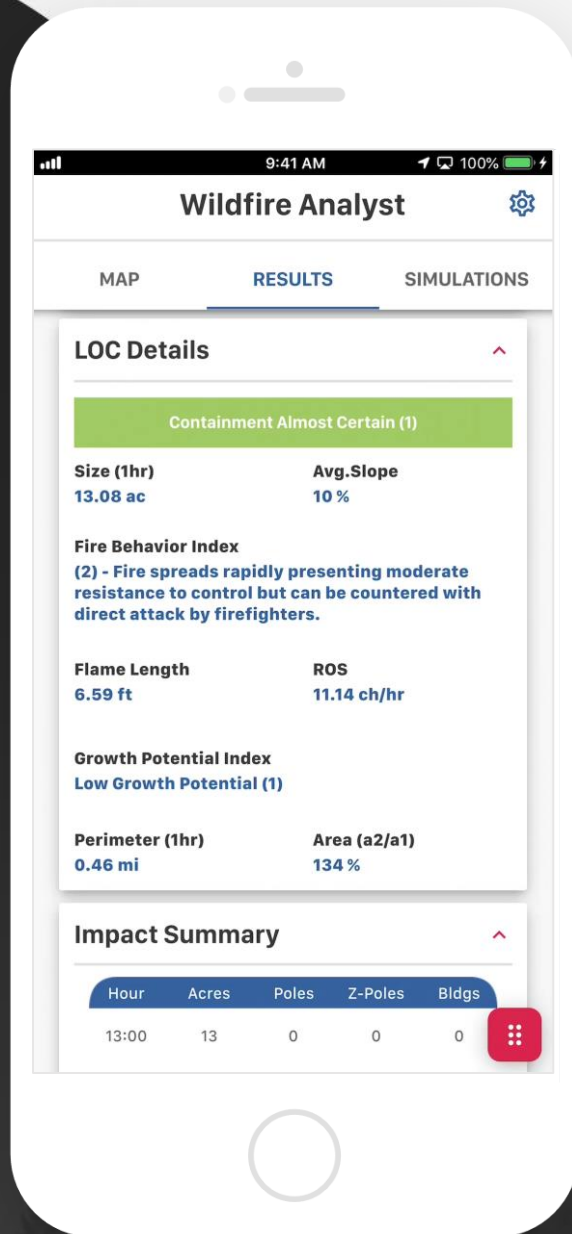 9:41 AM 100%
Wildfire Analyst
MAP RESULTS SIMULATIONS
LOC Details
Containment Almost Certain (1)
Size (1hr) Avg.Slope
13.08 ac 10 %
Fire Behavior Index
(2) - Fire spreads rapidly presenting moderate
resistance to control but can be countered with
direct attack by firefighters.
Flame Length ROS
6.59 ft 11.14 ch/hr
Growth Potential Index
Low Growth Potential (1)
Perimeter (1hr) Area (a2/a1)
0.46 mi 134 %
Impact Summary
Hour Acres Poles Z-Poles Bldgs
13:00 13 0 0 0